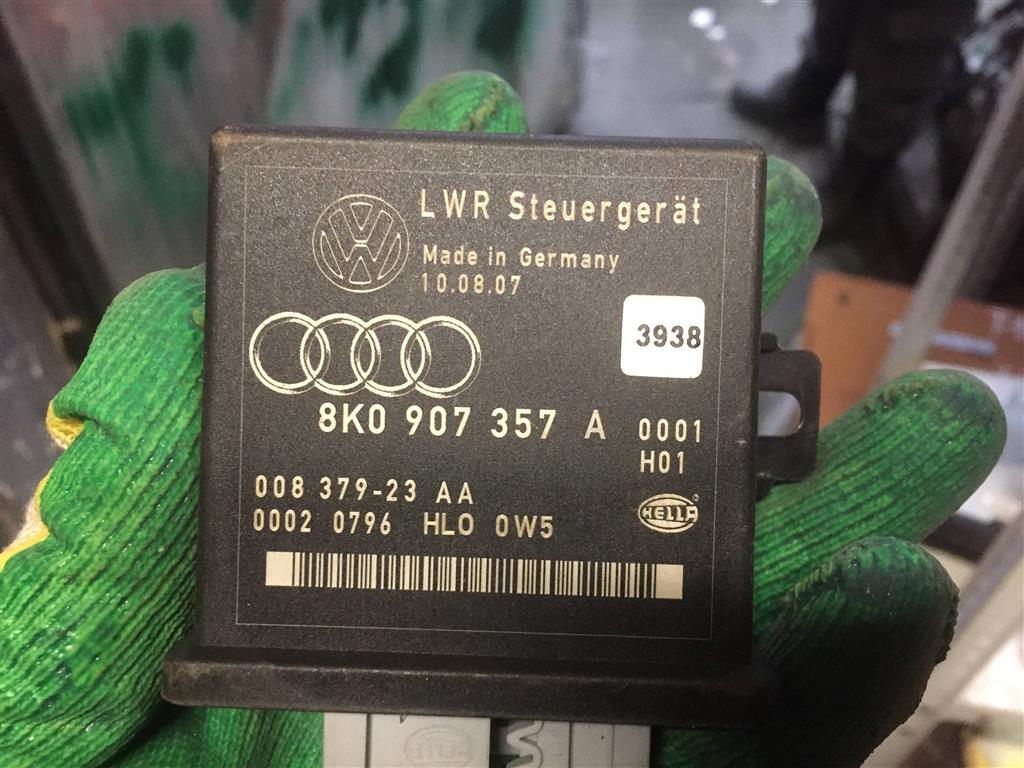 LWR Steuergerät
Made in Germany
10.08.07
3938
8K0 907 357 A 0001
H01
008 379-23 AA
0002 0796 HLO 0W5
HELLA
HELLA